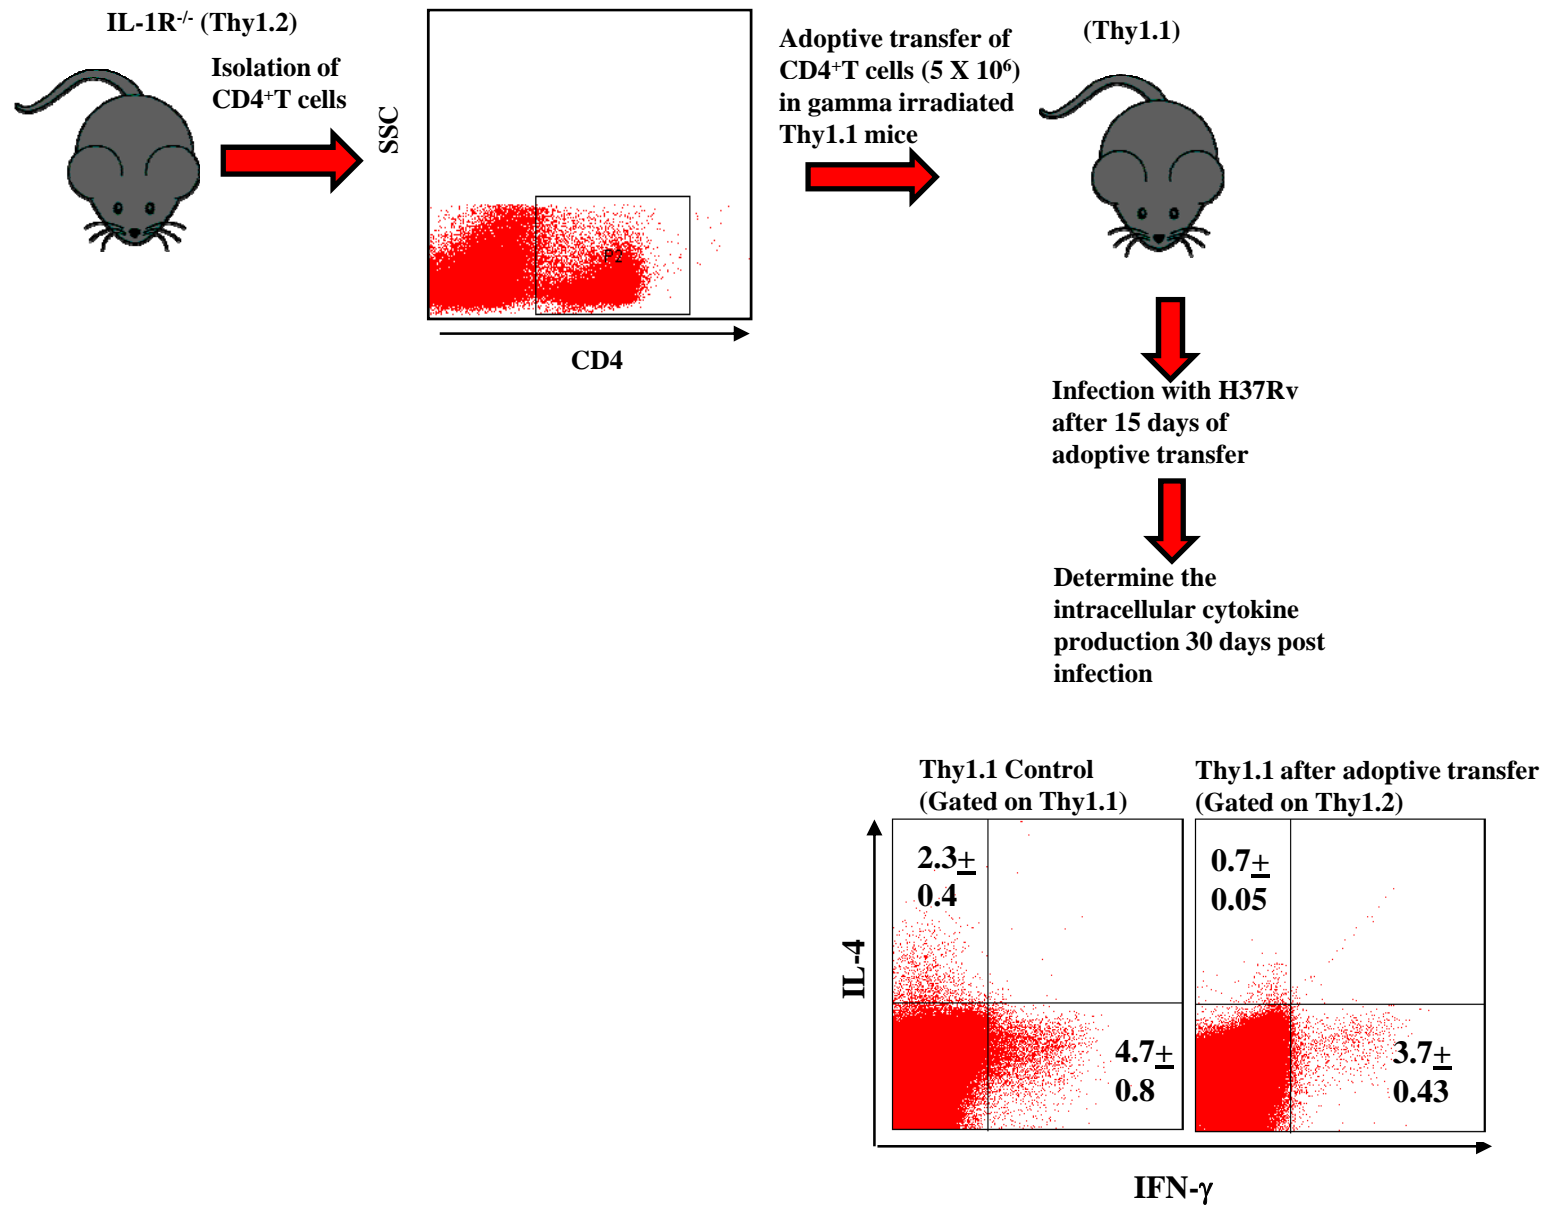 IL-1R-/- (Thy1.2)
Isolation of
CD4+T cells
SSC
P2
CD4
Adoptive transfer of
CD4+T cells (5 X 10⁶)
in gamma irradiated
Thy1.1 mice
(Thy1.1)
Infection with H37Rv
after 15 days of
adoptive transfer
Determine the
intracellular cytokine
production 30 days post
infection
Thy1.1 Control
(Gated on Thy1.1)
Thy1.1 after adoptive transfer
(Gated on Thy1.2)
IL-4
2.3±
0.4
4.7±
0.8
0.7±
0.05
3.7±
0.43
IFN-γ